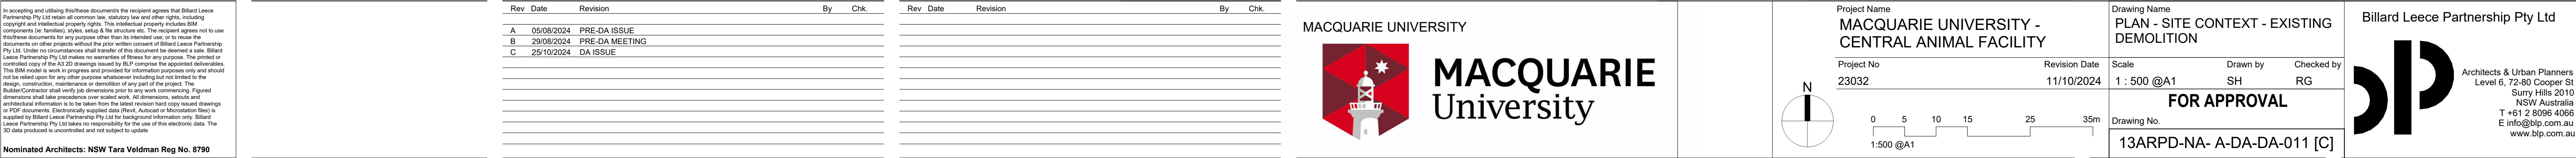 In accepting and utilising this/these document/s the recipient agrees that Billard Leece
Partnership Pty Ltd retain all common law, statutory law and other rights, including
copyright and intellectual property rights. This intellectual property includes BIM
components (ie: families), styles, setup & file structure etc. The recipient agrees not to use
this/these documents for any purpose other than its intended use; or to reuse the
documents on other projects without the prior written consent of Billard Leece Partnership
Pty Ltd. Under no circumstances shall transfer of this document be deemed a sale. Billard
Leece Partnership Pty Ltd makes no warranties of fitness for any purpose. The printed or
controlled copy of the A3 2D drawings issued by BLP comprise the appointed deliverables.
This BIM model is work in progress and provided for information purposes only and should
not be relied upon for any other purpose whatsoever including but not limited to the
design, construction, maintenance or demolition of any part of the project. The
Builder/Contractor shall verify job dimensions prior to any work commencing. Figured
dimensions shall take precedence over scaled work. All dimensions, setouts and
architectural information is to be taken from the latest revision hard copy issued drawings
or PDF documents. Electronically supplied data (Revit, Autocad or Microstation files) is
supplied by Billard Leece Partnership Pty Ltd for background information only. Billard
Leece Partnership Pty Ltd takes no responsibility for the use of this electronic data. The
3D data produced is uncontrolled and not subject to update
Nominated Architects: NSW Tara Veldman Reg No. 8790
Rev Date Revision By Chk.
A 05/08/2024 PRE-DA ISSUE
B 29/08/2024 PRE-DA MEETING
C 25/10/2024 DA ISSUE
Rev Date Revision By Chk.
MACQUARIE UNIVERSITY
MACQUARIE
University
N
Project Name
MACQUARIE UNIVERSITY -
CENTRAL ANIMAL FACILITY
Project No Revision Date
23032 11/10/2024
0 5 10 15 25 35m
1:500 @A1
Drawing Name
PLAN - SITE CONTEXT - EXISTING
DEMOLITION
Scale Drawn by Checked by
1 : 500 @A1 SH RG
FOR APPROVAL
Drawing No.
13ARPD-NA- A-DA-DA-011 [C]
Billard Leece Partnership Pty Ltd
Architects & Urban Planners
Level 6, 72-80 Cooper St
Surry Hills 2010
NSW Australia
T +61 2 8096 4066
E info@blp.com.au
www.blp.com.au